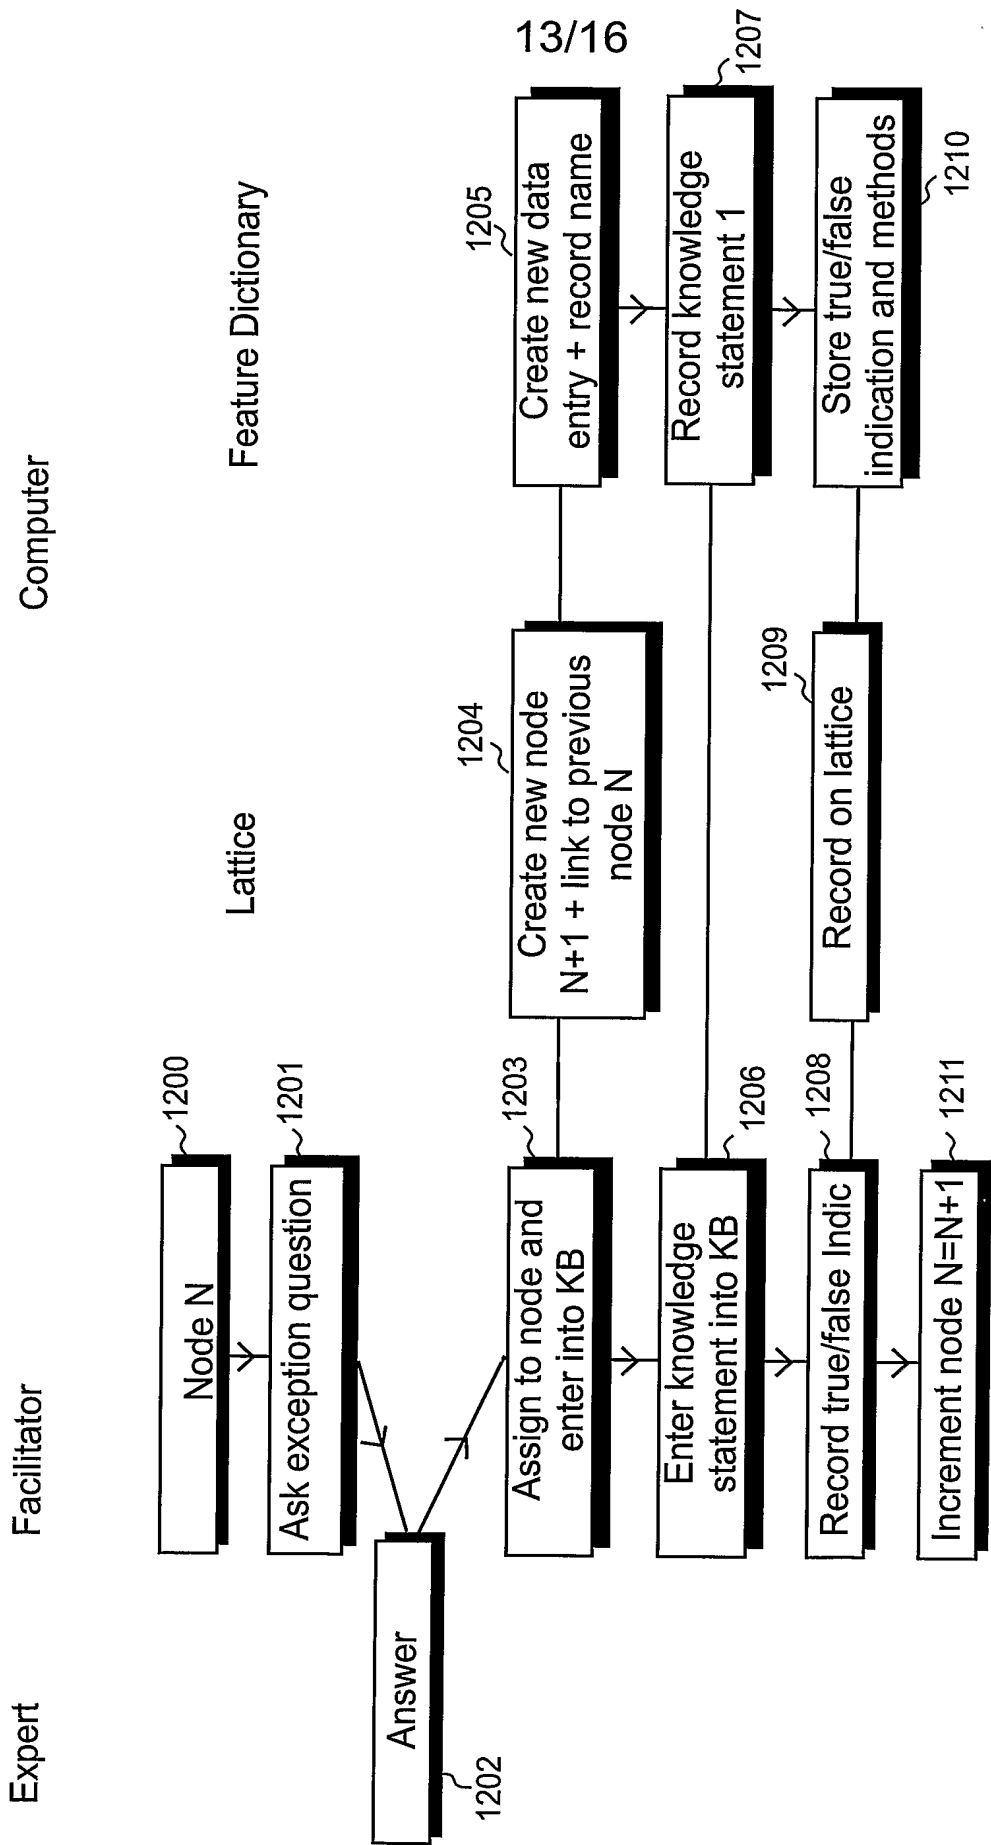 13/16
Expert
Facilitator
Computer
Lattice
Feature Dictionary
Node N
1200
Ask exception question
1201
Answer
1202
Assign to node and
enter into KB
1203
Create new node
N+1 + link to previous
node N
1204
Create new data
entry + record name
1205
Enter knowledge
statement into KB
1206
Record knowledge
statement 1
1207
Record true/false Indic
1208
Record on lattice
1209
Store true/false
indication and methods
1210
Increment node N=N+1
1211